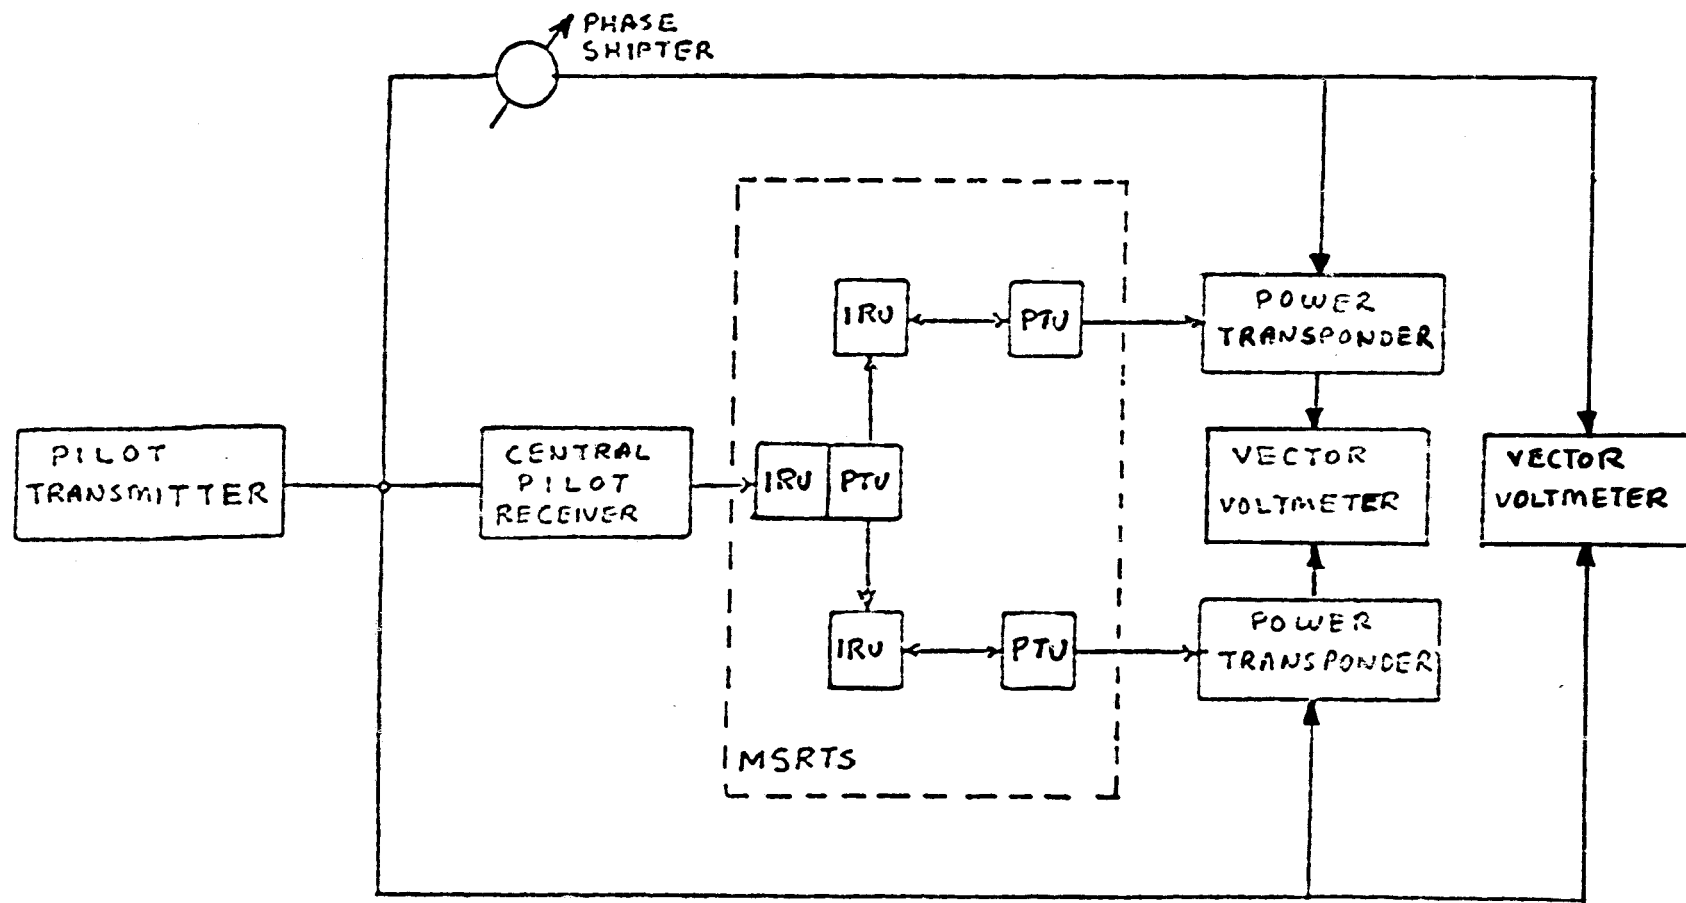 PHASE
SHIPTER
IRU
PTU
POWER
TRANSPONDER
PILOT
TRANSMITTER
CENTRAL
PILOT
RECEIVER
IRU
PTU
VECTOR
VOLTMETER
VECTOR
VOLTMETER
IRU
PTU
POWER
TRANSPONDER
MSRTS